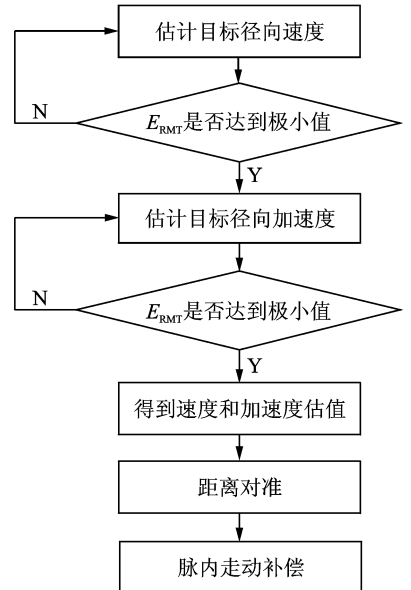 估计目标径向速度
N
E_RMT是否达到极小值
Y
估计目标径向加速度
N
E_RMT是否达到极小值
Y
得到速度和加速度估值
距离对准
脉内走动补偿